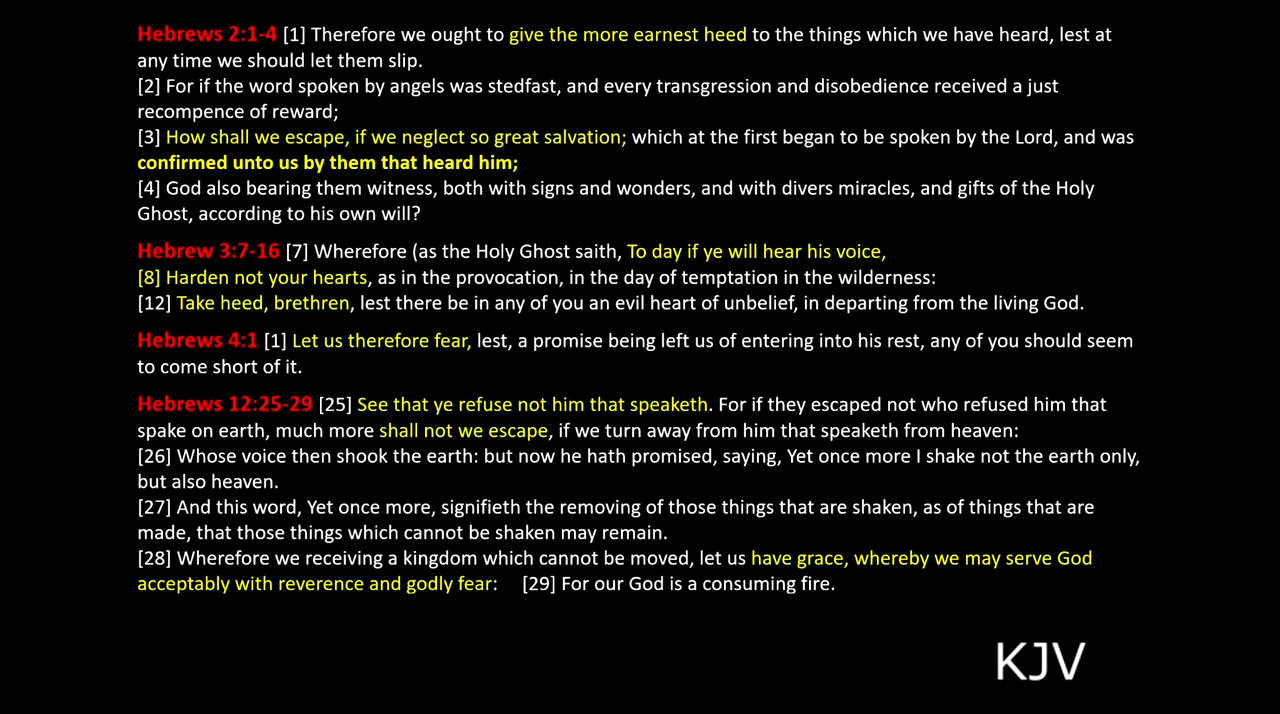 Hebrews 2:1-4 [1] Therefore we ought to give the more earnest heed to the things which we have heard, lest at
any time we should let them slip.
[2] For if the word spoken by angels was stedfast, and every transgression and disobedience received a just
recompence of reward;
[3] How shall we escape, if we neglect so great salvation; which at the first began to be spoken by the Lord, and was
confirmed unto us by them that heard him;
[4] God also bearing them witness, both with signs and wonders, and with divers miracles, and gifts of the Holy
Ghost, according to his own will?
Hebrew 3:7-16 [7] Wherefore (as the Holy Ghost saith, To day if ye will hear his voice,
[8] Harden not your hearts, as in the provocation, in the day of temptation in the wilderness:
[12] Take heed, brethren, lest there be in any of you an evil heart of unbelief, in departing from the living God.
Hebrews 4:1 [1] Let us therefore fear, lest, a promise being left us of entering into his rest, any of you should seem
to come short of it.
Hebrews 12:25-29 [25] See that ye refuse not him that speaketh. For if they escaped not who refused him that
spake on earth, much more shall not we escape, if we turn away from him that speaketh from heaven:
[26] Whose voice then shook the earth: but now he hath promised, saying, Yet once more I shake not the earth only,
but also heaven.
[27] And this word, Yet once more, signifieth the removing of those things that are shaken, as of things that are
made, that those things which cannot be shaken may remain.
[28] Wherefore we receiving a kingdom which cannot be moved, let us have grace, whereby we may serve God
acceptably with reverence and godly fear: [29] For our God is a consuming fire.
KJV